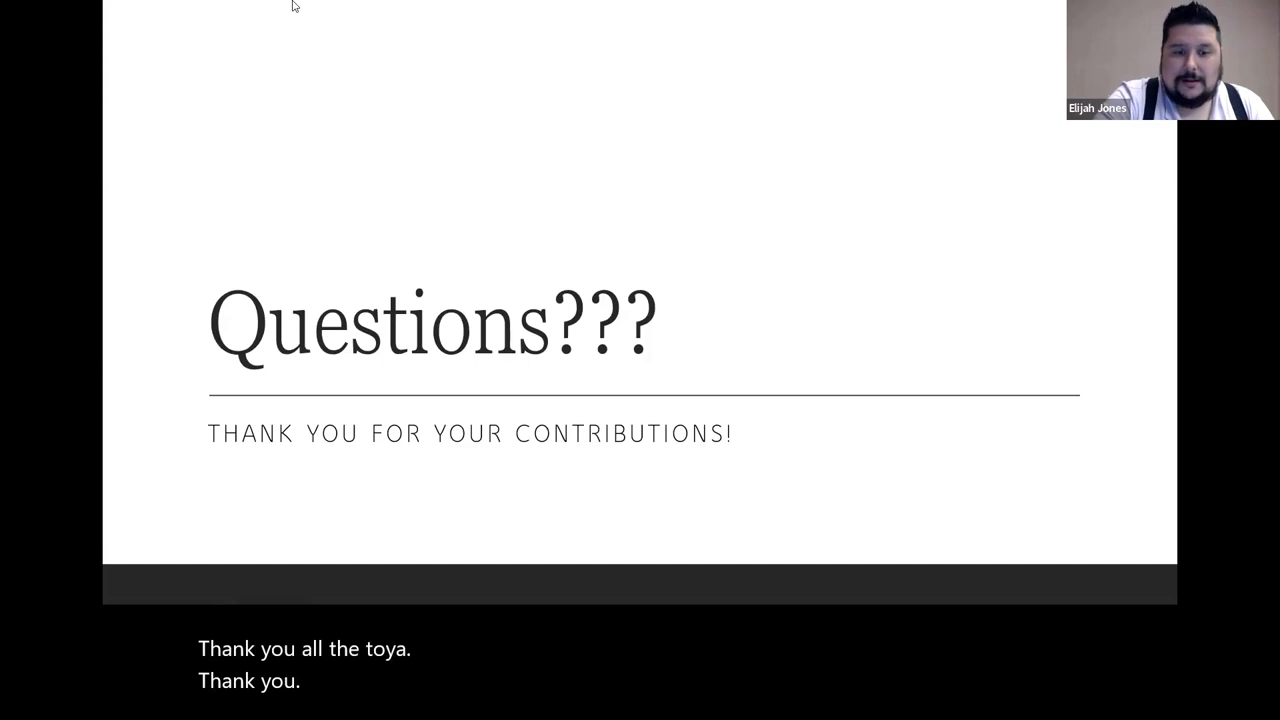 Elijah Jones
Questions???
THANK YOU FOR YOUR CONTRIBUTIONS!
Thank you all the toya.
Thank you.